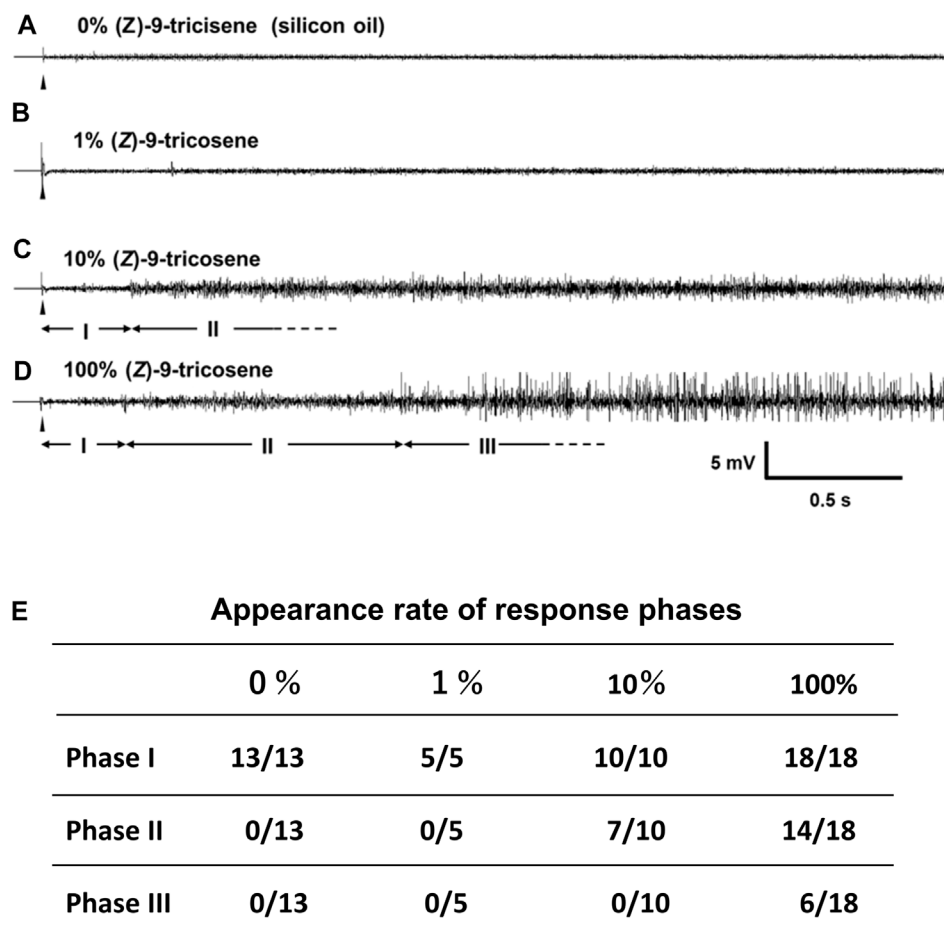 A 0% (Z)-9-tricisene (silicon oil)
B
1% (Z)-9-tricosene
C 10% (Z)-9-tricosene
I II
D 100% (Z)-9-tricosene
I II III
5 mV
0.5 s
E Appearance rate of response phases
0 % 1 % 10% 100%
Phase I 13/13 5/5 10/10 18/18
Phase II 0/13 0/5 7/10 14/18
Phase III 0/13 0/5 0/10 6/18